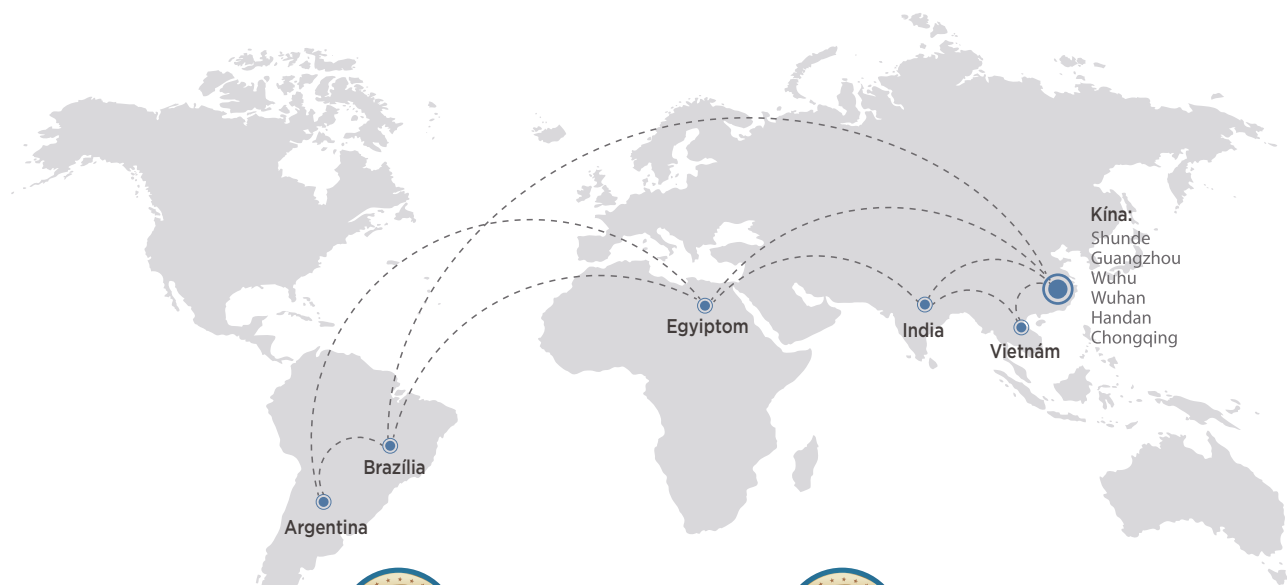 Kína:
Shunde
Guangzhou
Wuhu
Wuhan
Handan
Chongqing
Egyiptom
India
Vietnám
Brazília
Argentina